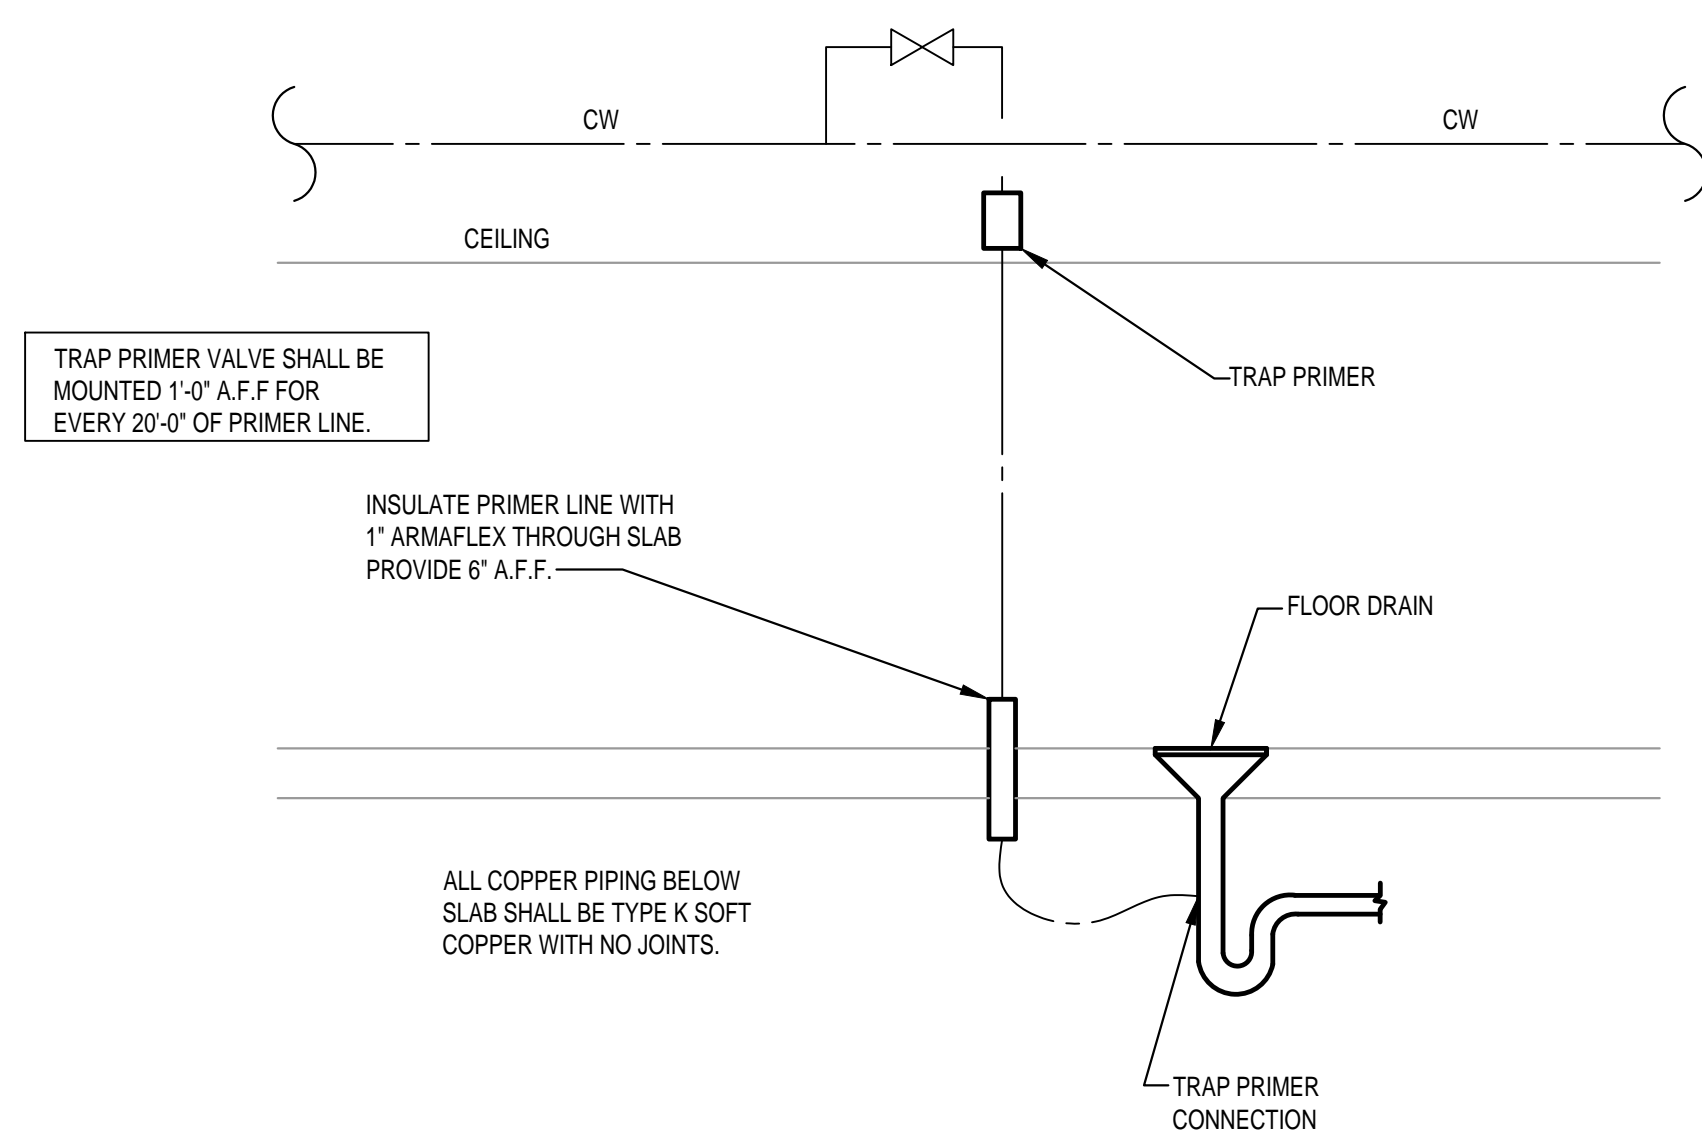 CW
CW
CEILING
TRAP PRIMER VALVE SHALL BE
MOUNTED 1'-0" A.F.F FOR
EVERY 20'-0" OF PRIMER LINE.
TRAP PRIMER
INSULATE PRIMER LINE WITH
1" ARMAFLEX THROUGH SLAB
PROVIDE 6" A.F.F.
FLOOR DRAIN
ALL COPPER PIPING BELOW
SLAB SHALL BE TYPE K SOFT
COPPER WITH NO JOINTS.
TRAP PRIMER
CONNECTION